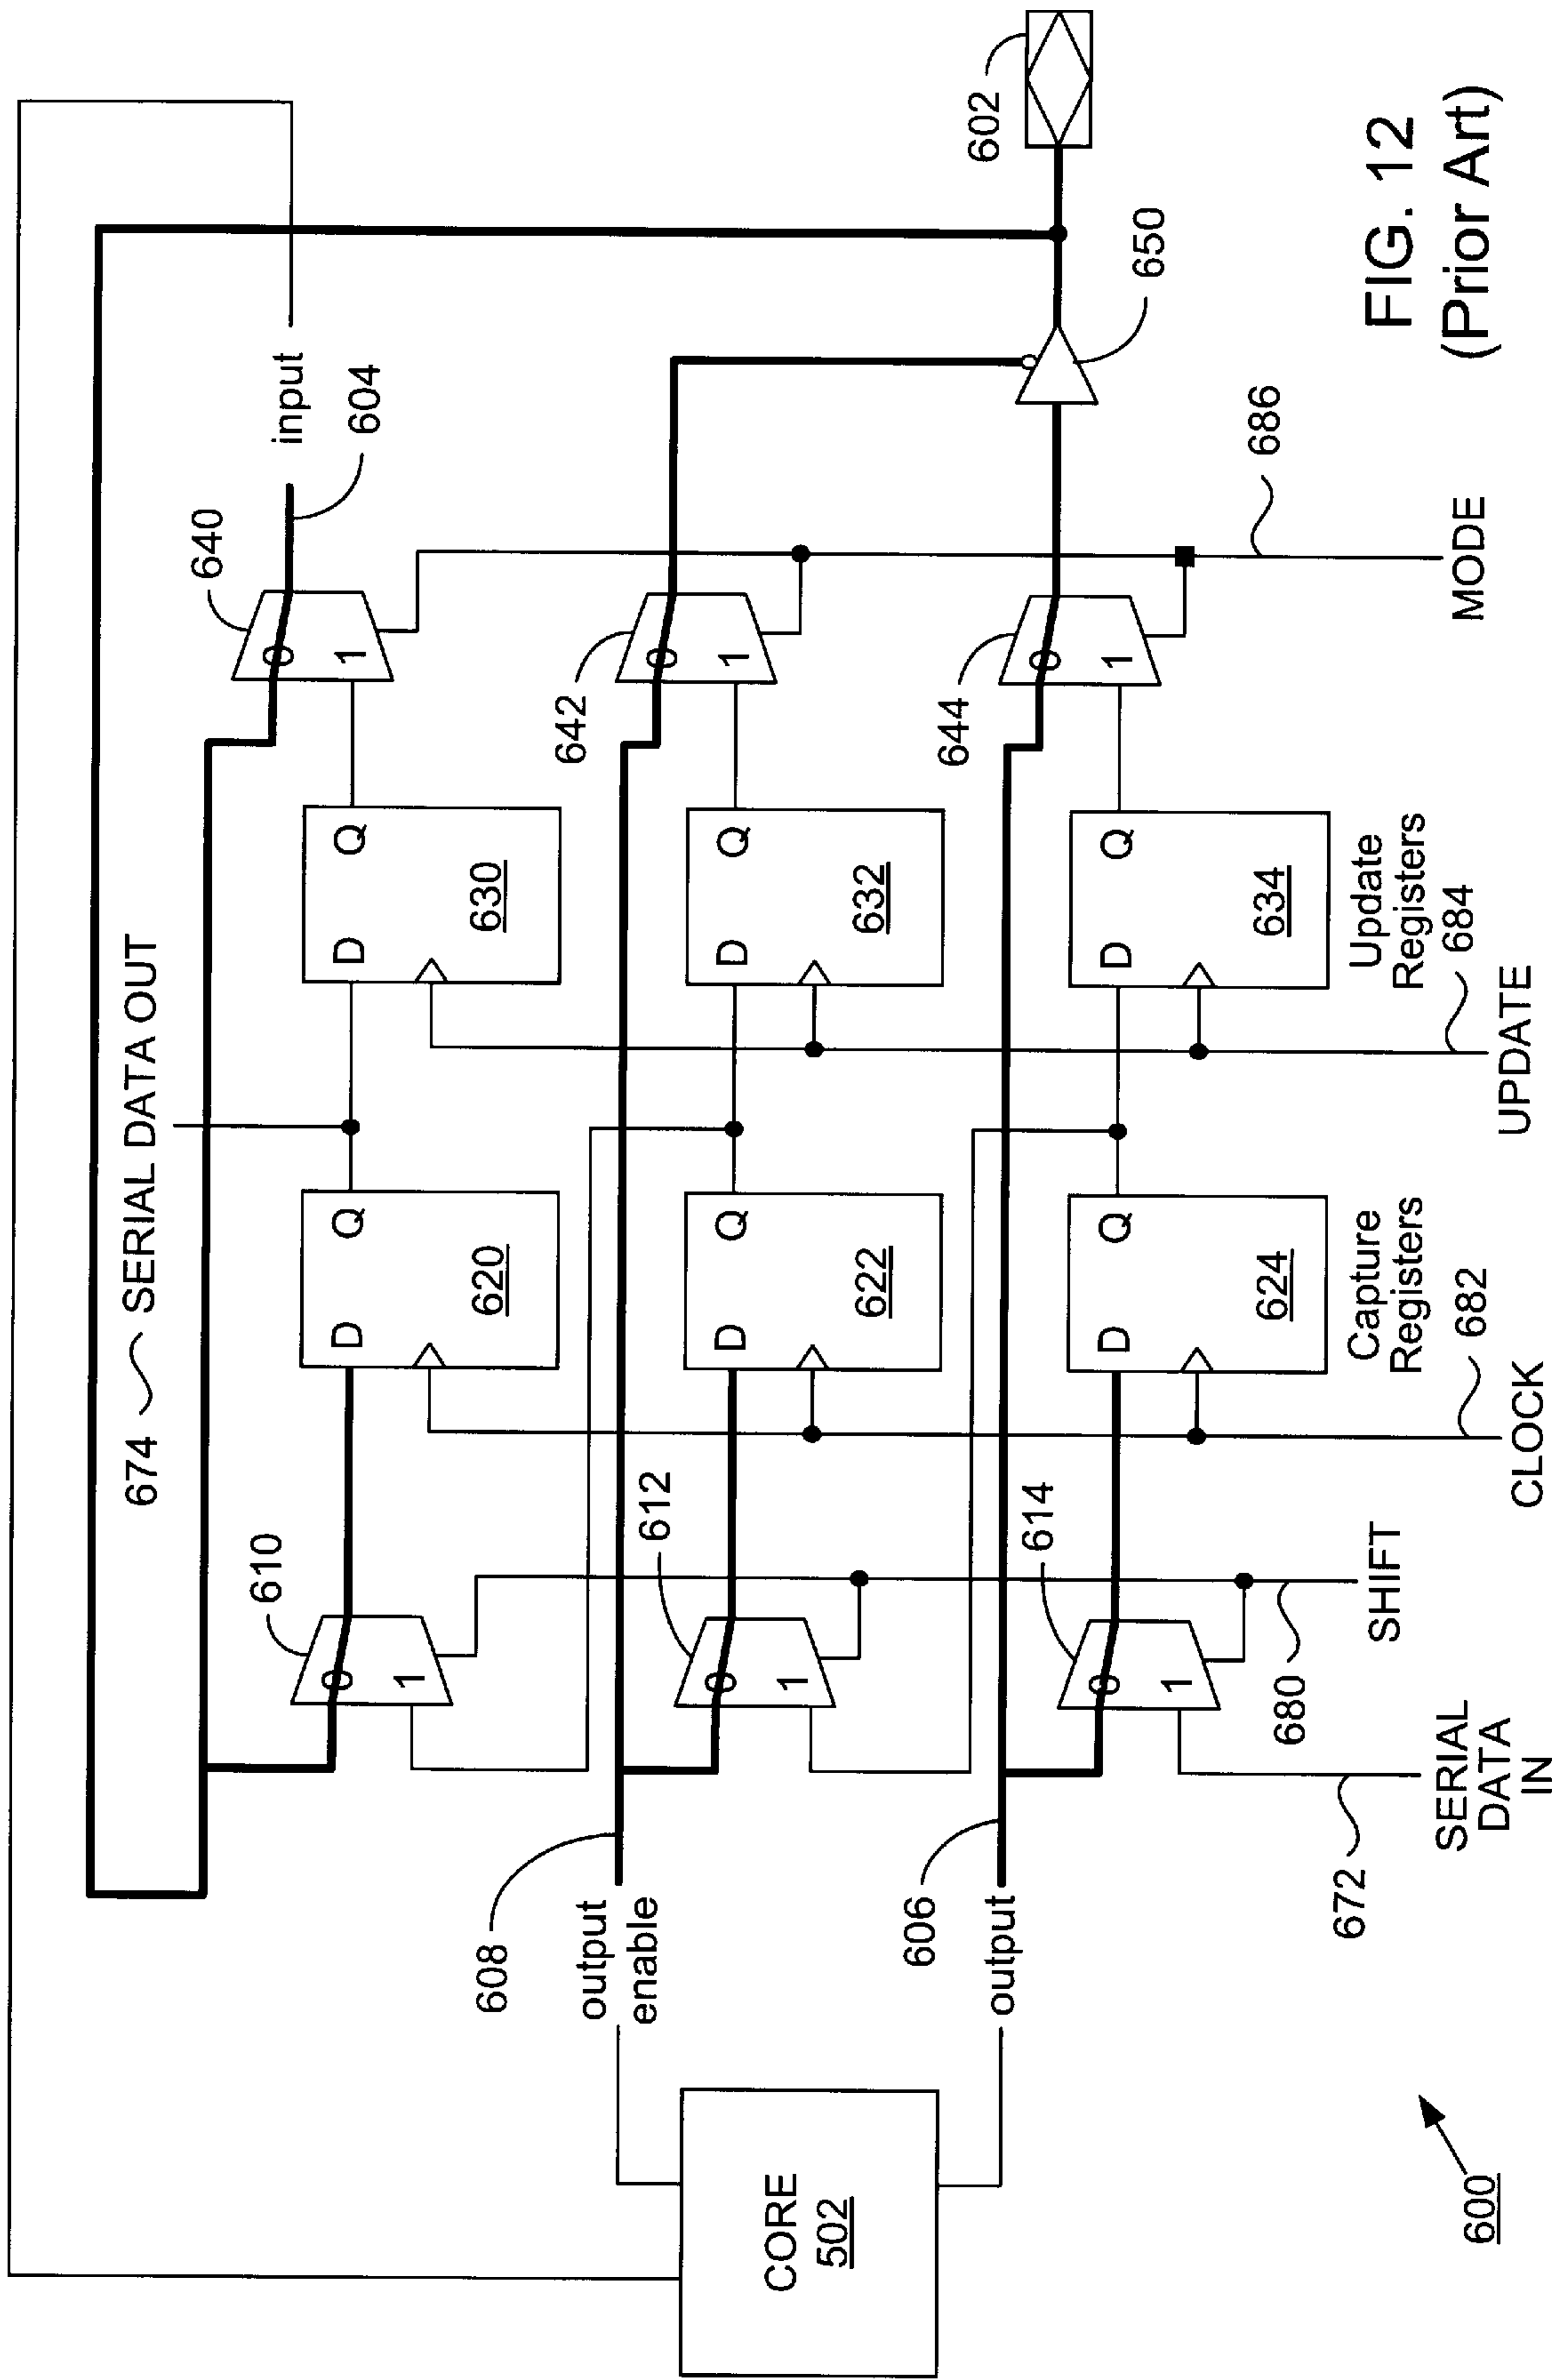 674
SERIAL DATA OUT
640
input
604
610
0
1
D
Q
620
D
Q
630
0
1
602
608
output
enable
612
0
1
D
Q
622
D
Q
632
642
0
1
650
CORE
502
606
output
614
0
1
D
Q
624
D
Q
634
644
0
1
Capture
Registers
Update
Registers
672
SERIAL
DATA
IN
680
SHIFT
682
CLOCK
684
UPDATE
686
MODE
600
FIG. 12
(Prior Art)